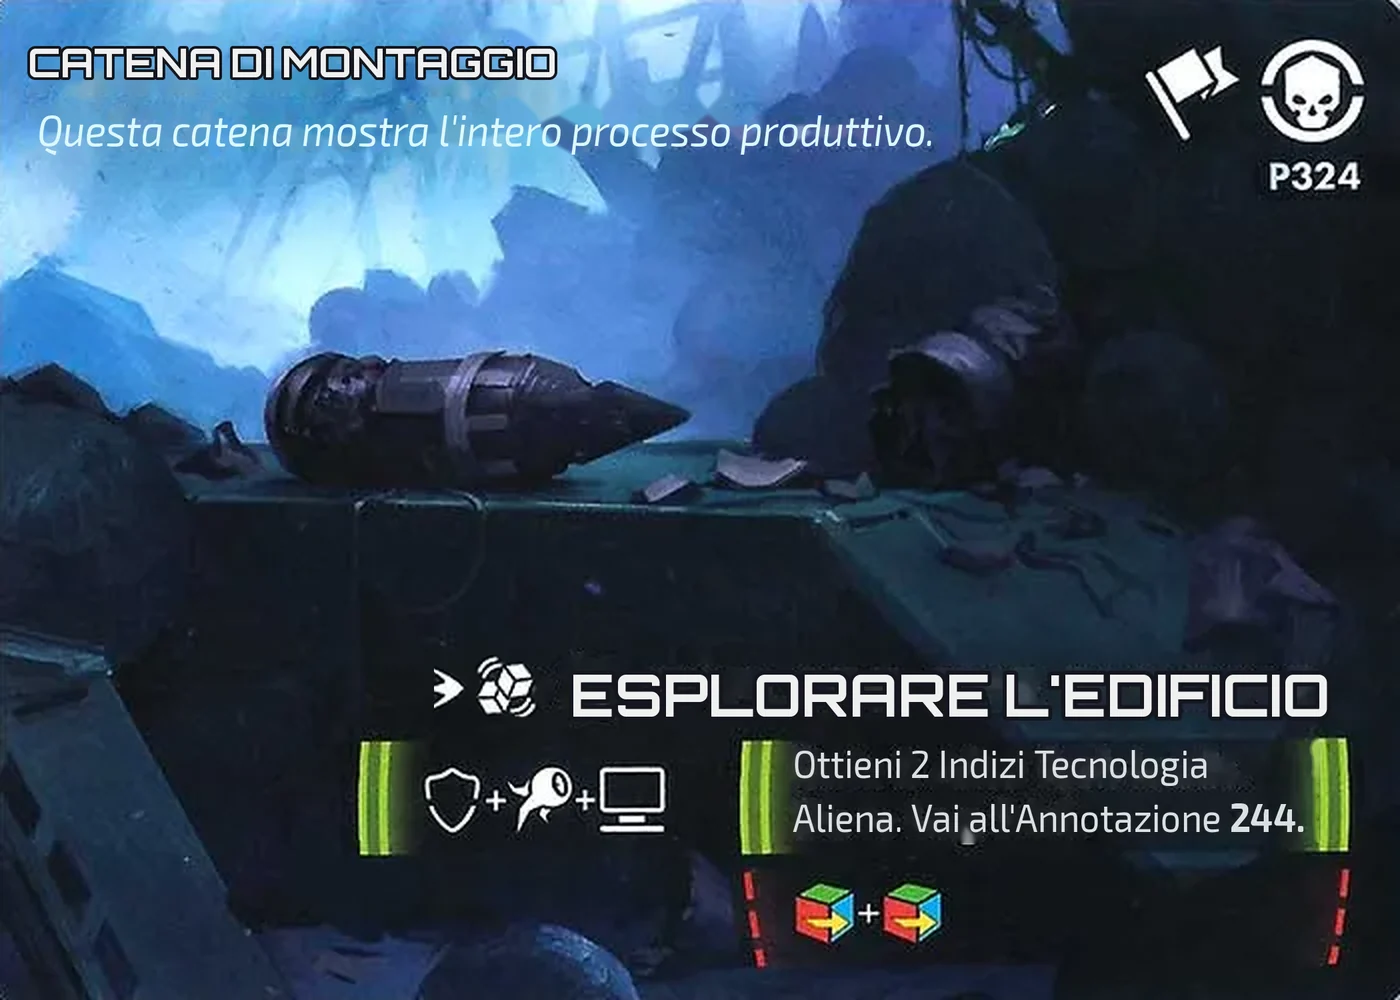 CATENA DI MONTAGGIO
Questa catena mostra l'intero processo produttivo.
P324
ESPLORARE L'EDIFICIO
Ottieni 2 Indizi Tecnologia
Aliena. Vai all'Annotazione 244.
+ +
+